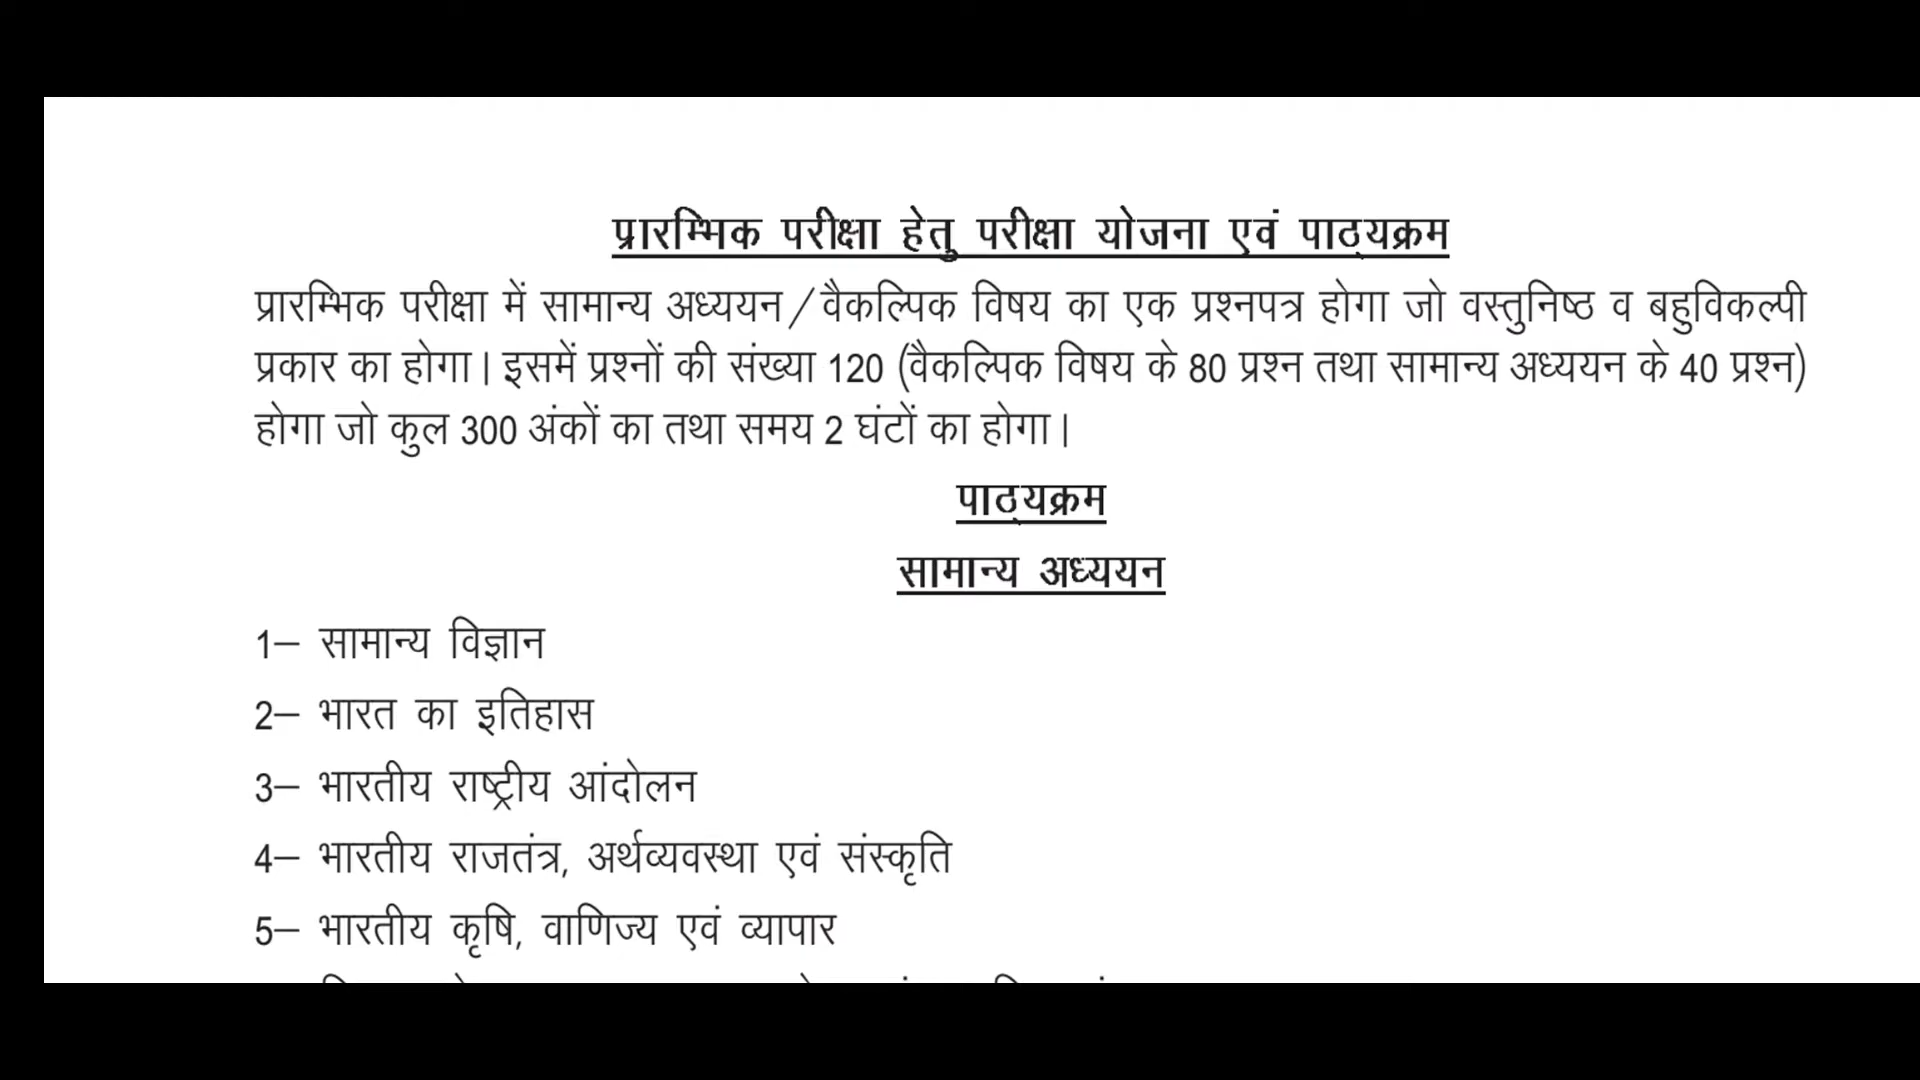 प्रारम्भिक परीक्षा हेतु परीक्षा योजना एवं पाठ्यक्रम
प्रारम्भिक परीक्षा में सामान्य अध्ययन/वैकल्पिक विषय का एक प्रश्नपत्र होगा जो वस्तुनिष्ठ व बहुविकल्पी
प्रकार का होगा। इसमें प्रश्नों की संख्या 120 (वैकल्पिक विषय के 80 प्रश्न तथा सामान्य अध्ययन के 40 प्रश्न)
होगा जो कुल 300 अंकों का तथा समय 2 घंटों का होगा।
पाठ्यक्रम
सामान्य अध्ययन
1– सामान्य विज्ञान
2– भारत का इतिहास
3– भारतीय राष्ट्रीय आंदोलन
4– भारतीय राजतंत्र, अर्थव्यवस्था एवं संस्कृति
5– भारतीय कृषि, वाणिज्य एवं व्यापार